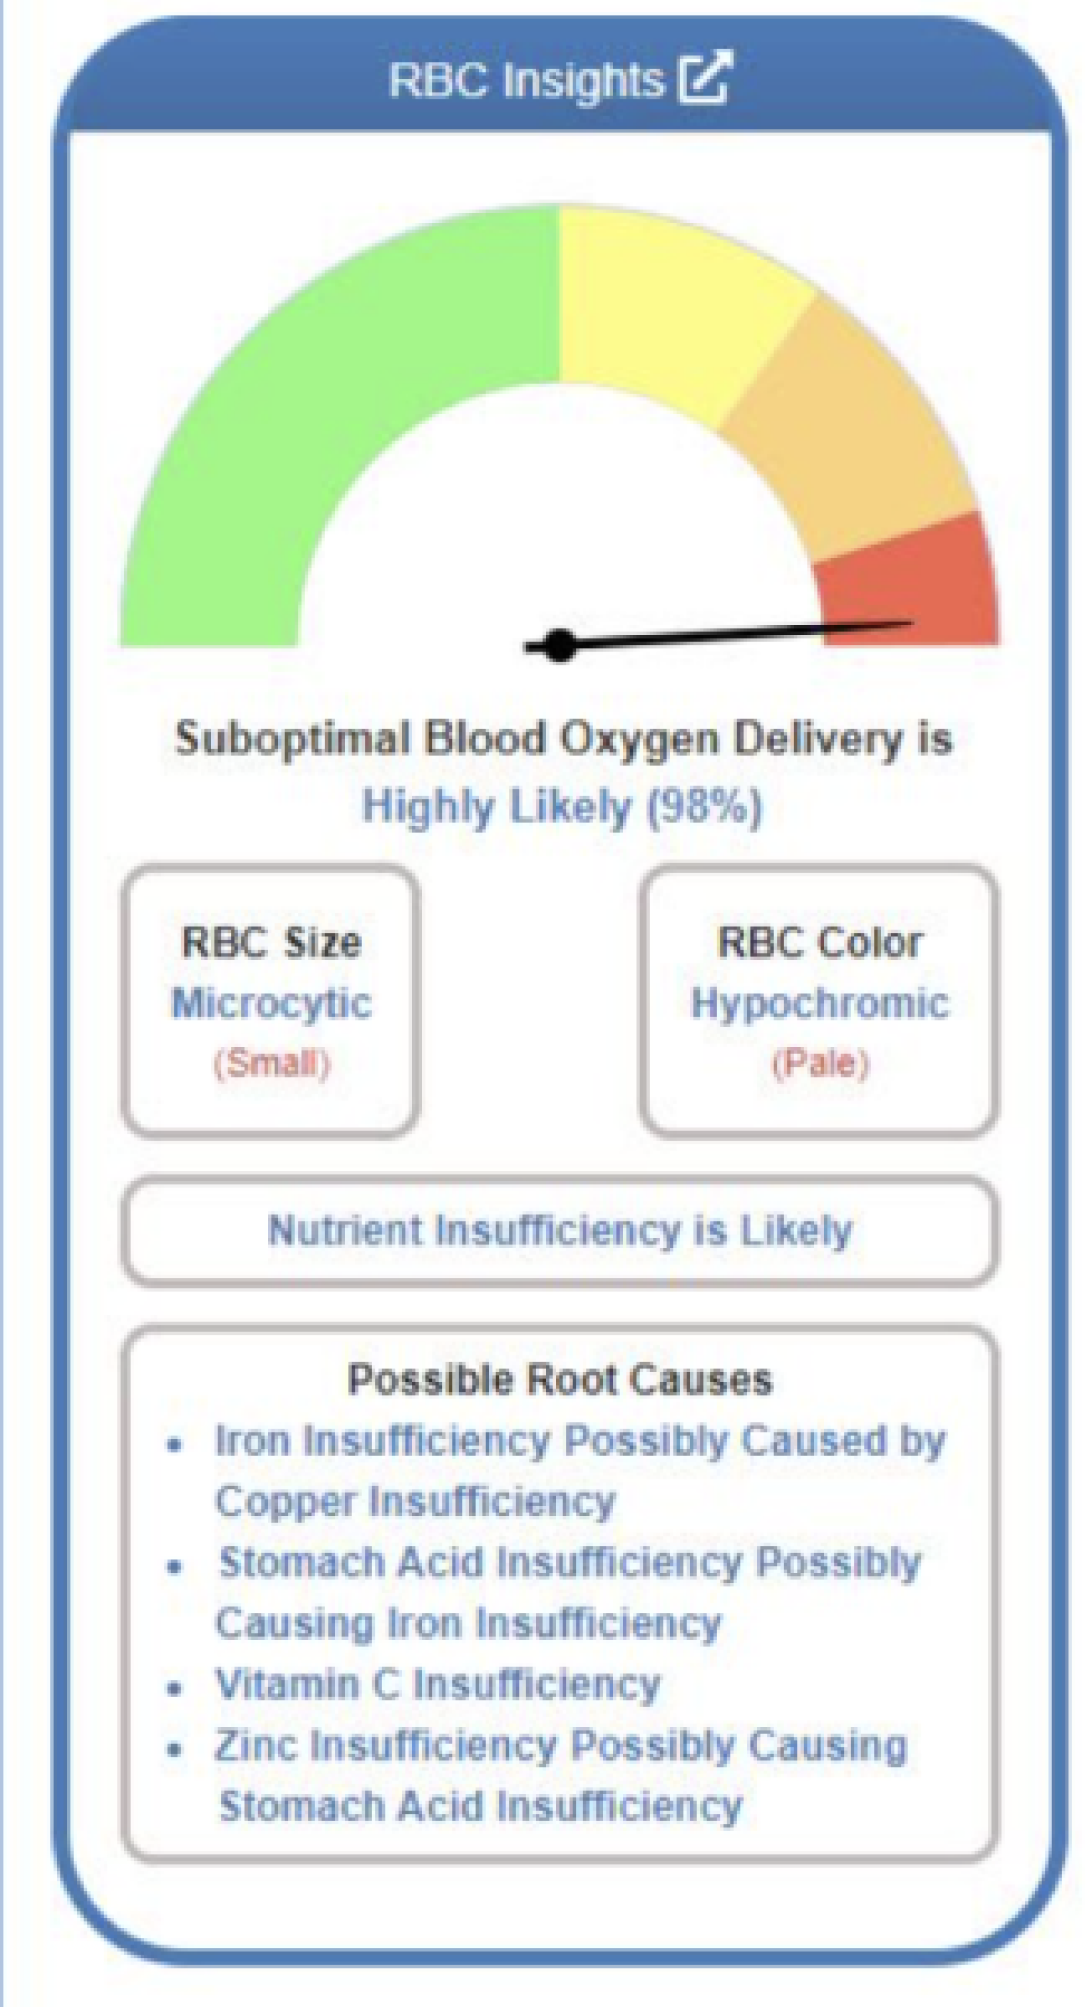 RBC Insights
Suboptimal Blood Oxygen Delivery is
Highly Likely (98%)
RBC Size
Microcytic
(Small)
RBC Color
Hypochromic
(Pale)
Nutrient Insufficiency is Likely
Possible Root Causes
• Iron Insufficiency Possibly Caused by
Copper Insufficiency
• Stomach Acid Insufficiency Possibly
Causing Iron Insufficiency
• Vitamin C Insufficiency
• Zinc Insufficiency Possibly Causing
Stomach Acid Insufficiency